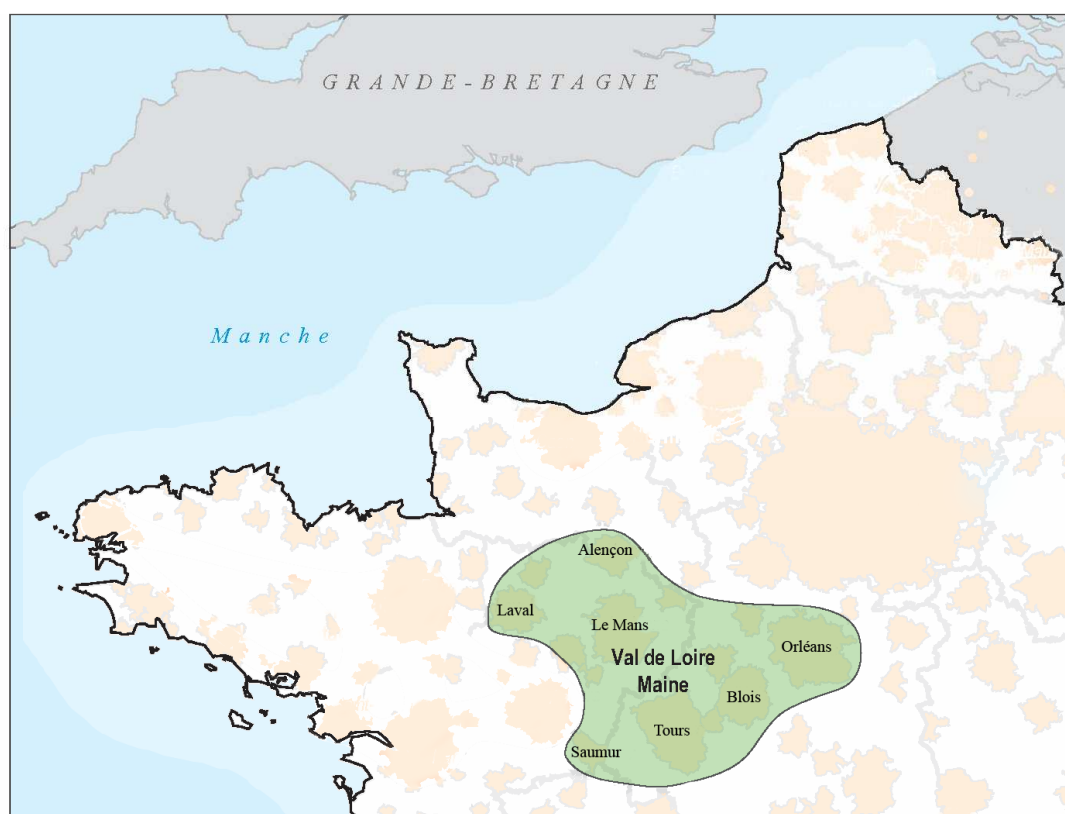 GRANDE-BRETAGNE
Manche
Alençon
Laval
Le Mans
Orléans
Val de Loire
Maine
Blois
Tours
Saumur